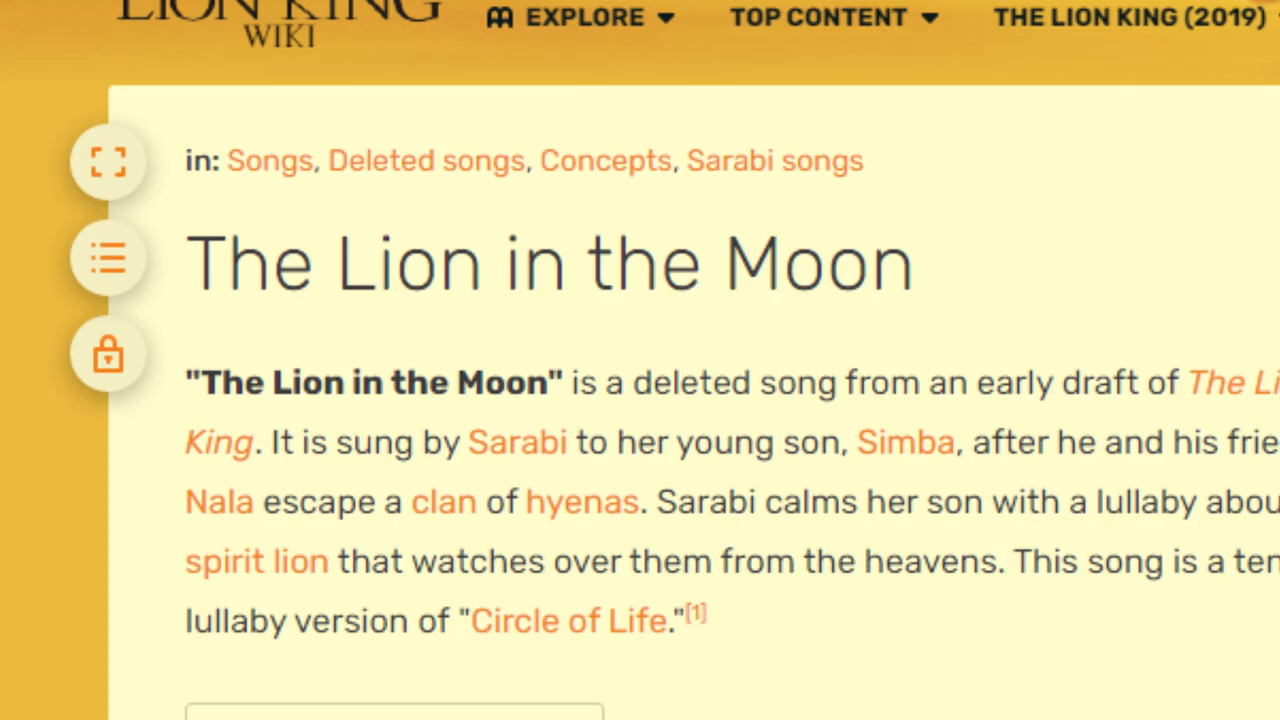 LION KING
WIKI
EXPLORE
TOP CONTENT
THE LION KING (2019)
in: Songs, Deleted songs, Concepts, Sarabi songs
The Lion in the Moon
"The Lion in the Moon" is a deleted song from an early draft of The
King. It is sung by Sarabi to her young son, Simba, after he and his
Nala escape a clan of hyenas. Sarabi calms her son with a lullaby
spirit lion that watches over them from the heavens. This song is a
lullaby version of "Circle of Life."[1]